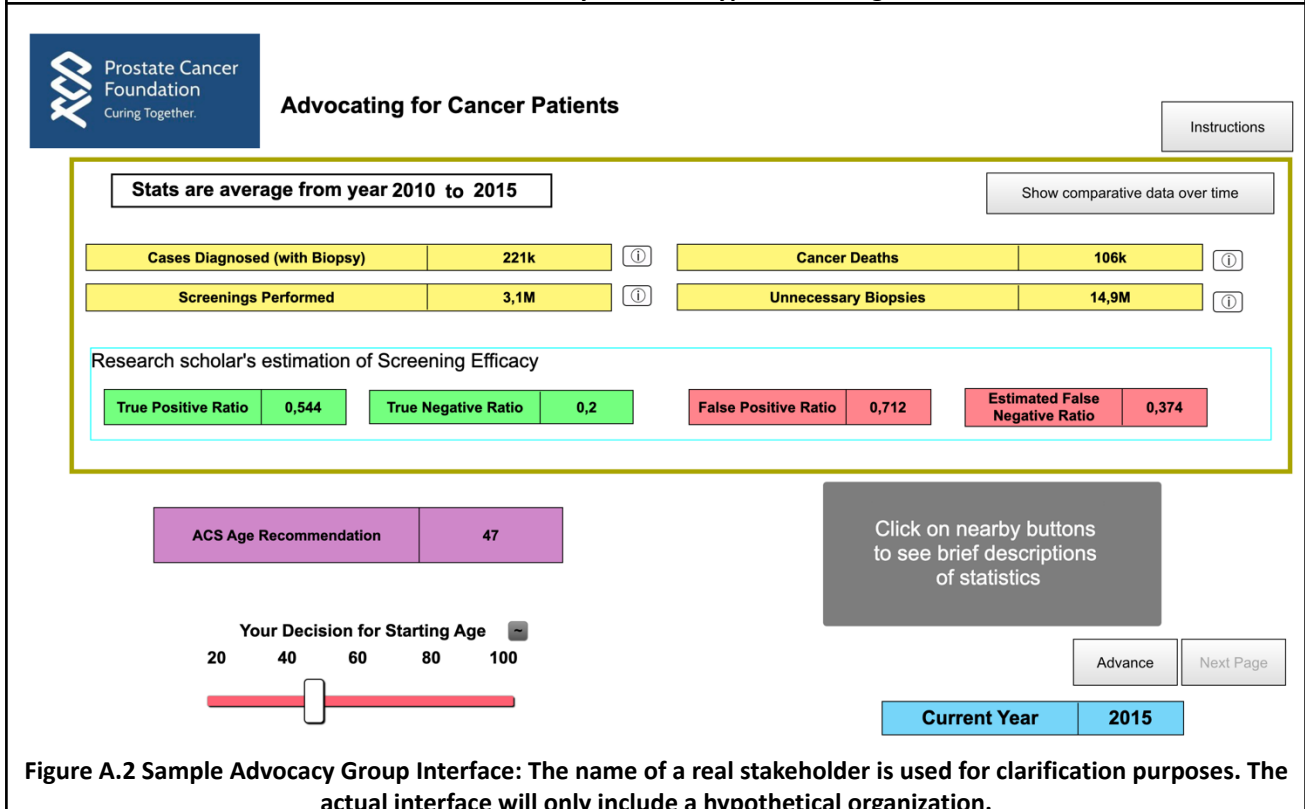 Prostate Cancer
Foundation
Curing Together.
Advocating for Cancer Patients
Instructions
Stats are average from year 2010 to 2015
Show comparative data over time
Cases Diagnosed (with Biopsy) 221k ⓘ Cancer Deaths 106k ⓘ
Screenings Performed 3,1M ⓘ Unnecessary Biopsies 14,9M ⓘ
Research scholar's estimation of Screening Efficacy
True Positive Ratio 0,544 True Negative Ratio 0,2 False Positive Ratio 0,712 Estimated False
Negative Ratio 0,374
ACS Age Recommendation 47
Click on nearby buttons
to see brief descriptions
of statistics
Your Decision for Starting Age ~
20 40 60 80 100
Advance Next Page
Current Year 2015
Figure A.2 Sample Advocacy Group Interface: The name of a real stakeholder is used for clarification purposes. The
actual interface will only include a hypothetical organization.